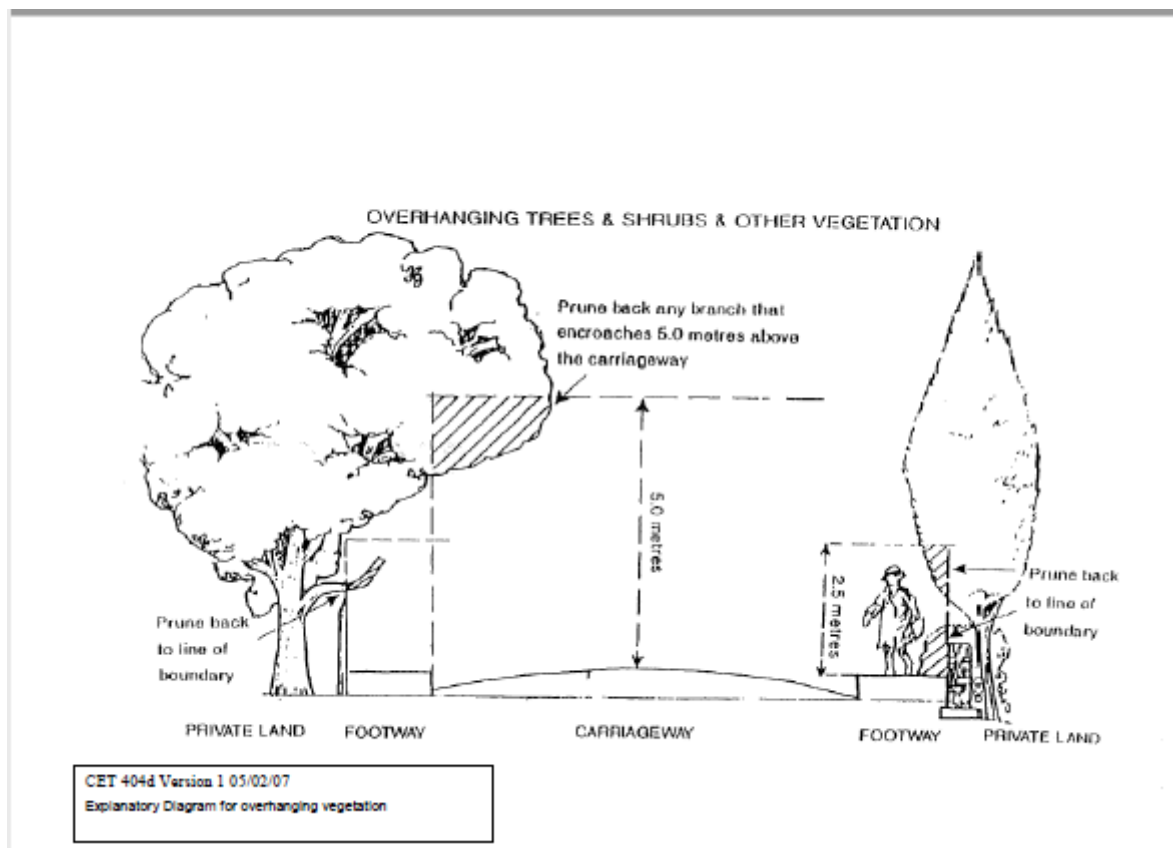 OVERHANGING TREES & SHRUBS & OTHER VEGETATION
Prune back any branch that
encroaches 5.0 metres above
the carriageway
5.0 metres
2.5 metres
Prune back
to line of
boundary
Prune back
to line of
boundary
PRIVATE LAND
FOOTWAY
CARRIAGEWAY
FOOTWAY
PRIVATE LAND
CET 404d Version 1 05/02/07
Explanatory Diagram for overhanging vegetation